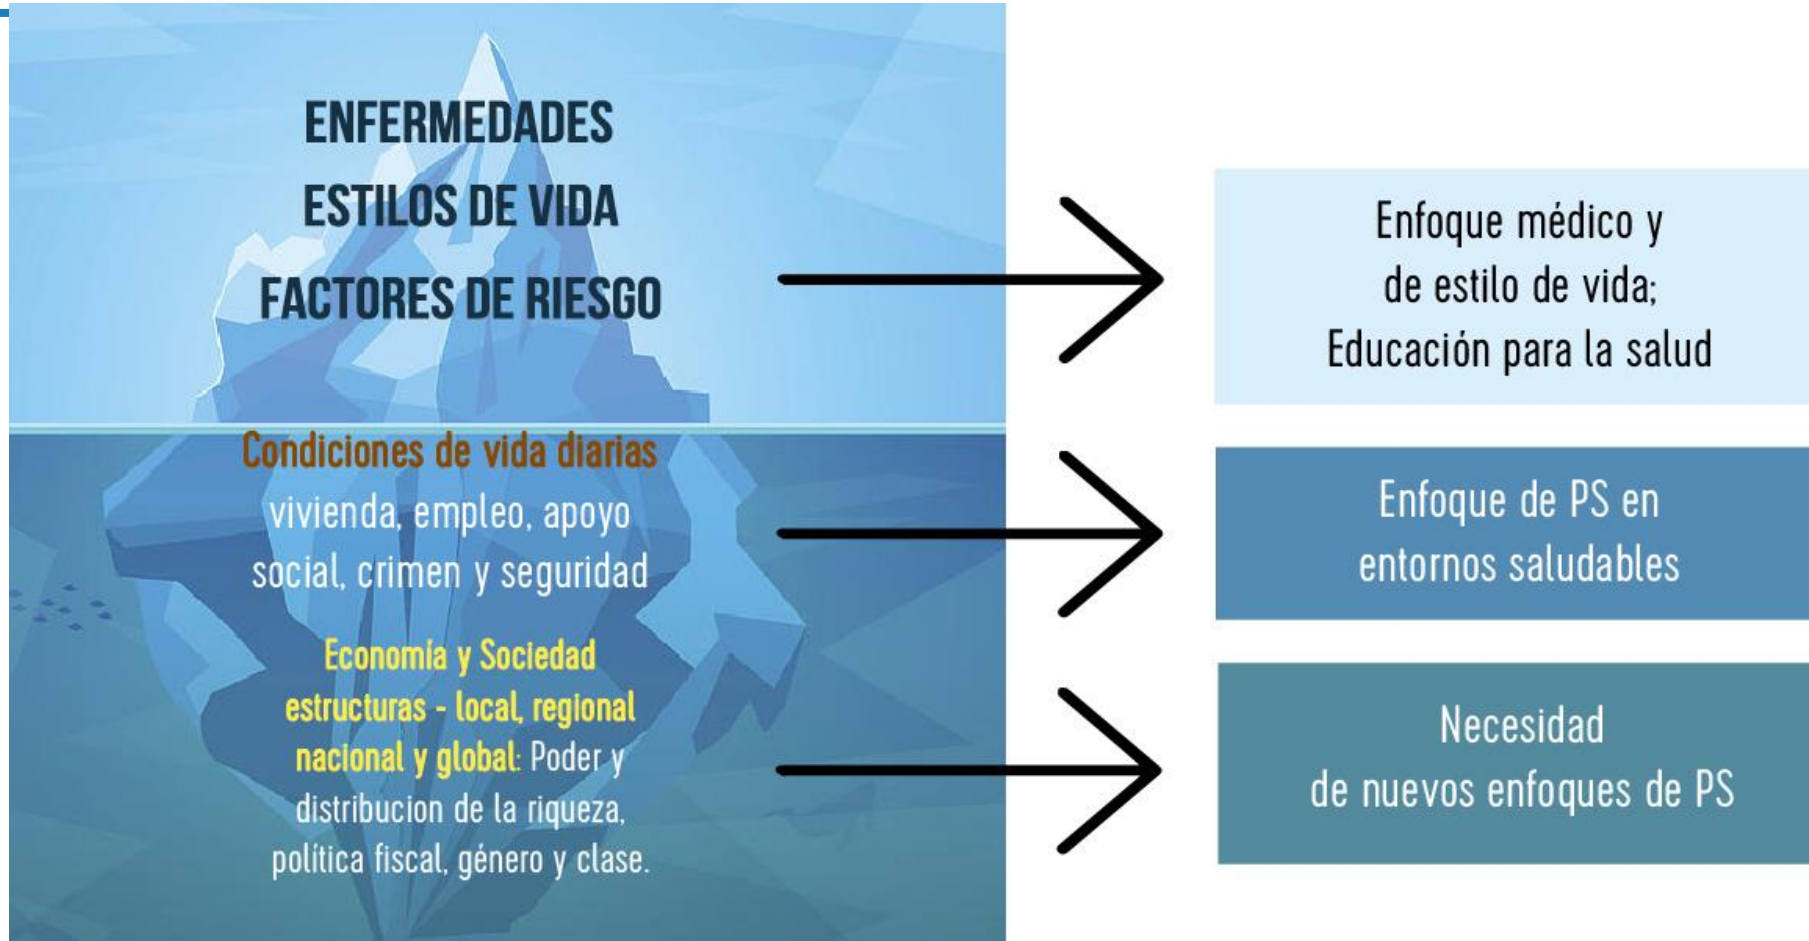 ENFERMEDADES
ESTILOS DE VIDA
FACTORES DE RIESGO
Condiciones de vida diarias
vivienda, empleo, apoyo
social, crimen y seguridad
Economía y Sociedad
estructuras - local, regional
nacional y global: Poder y
distribucion de la riqueza,
política fiscal, género y clase.
Enfoque médico y
de estilo de vida;
Educación para la salud
Enfoque de PS en
entornos saludables
Necesidad
de nuevos enfoques de PS